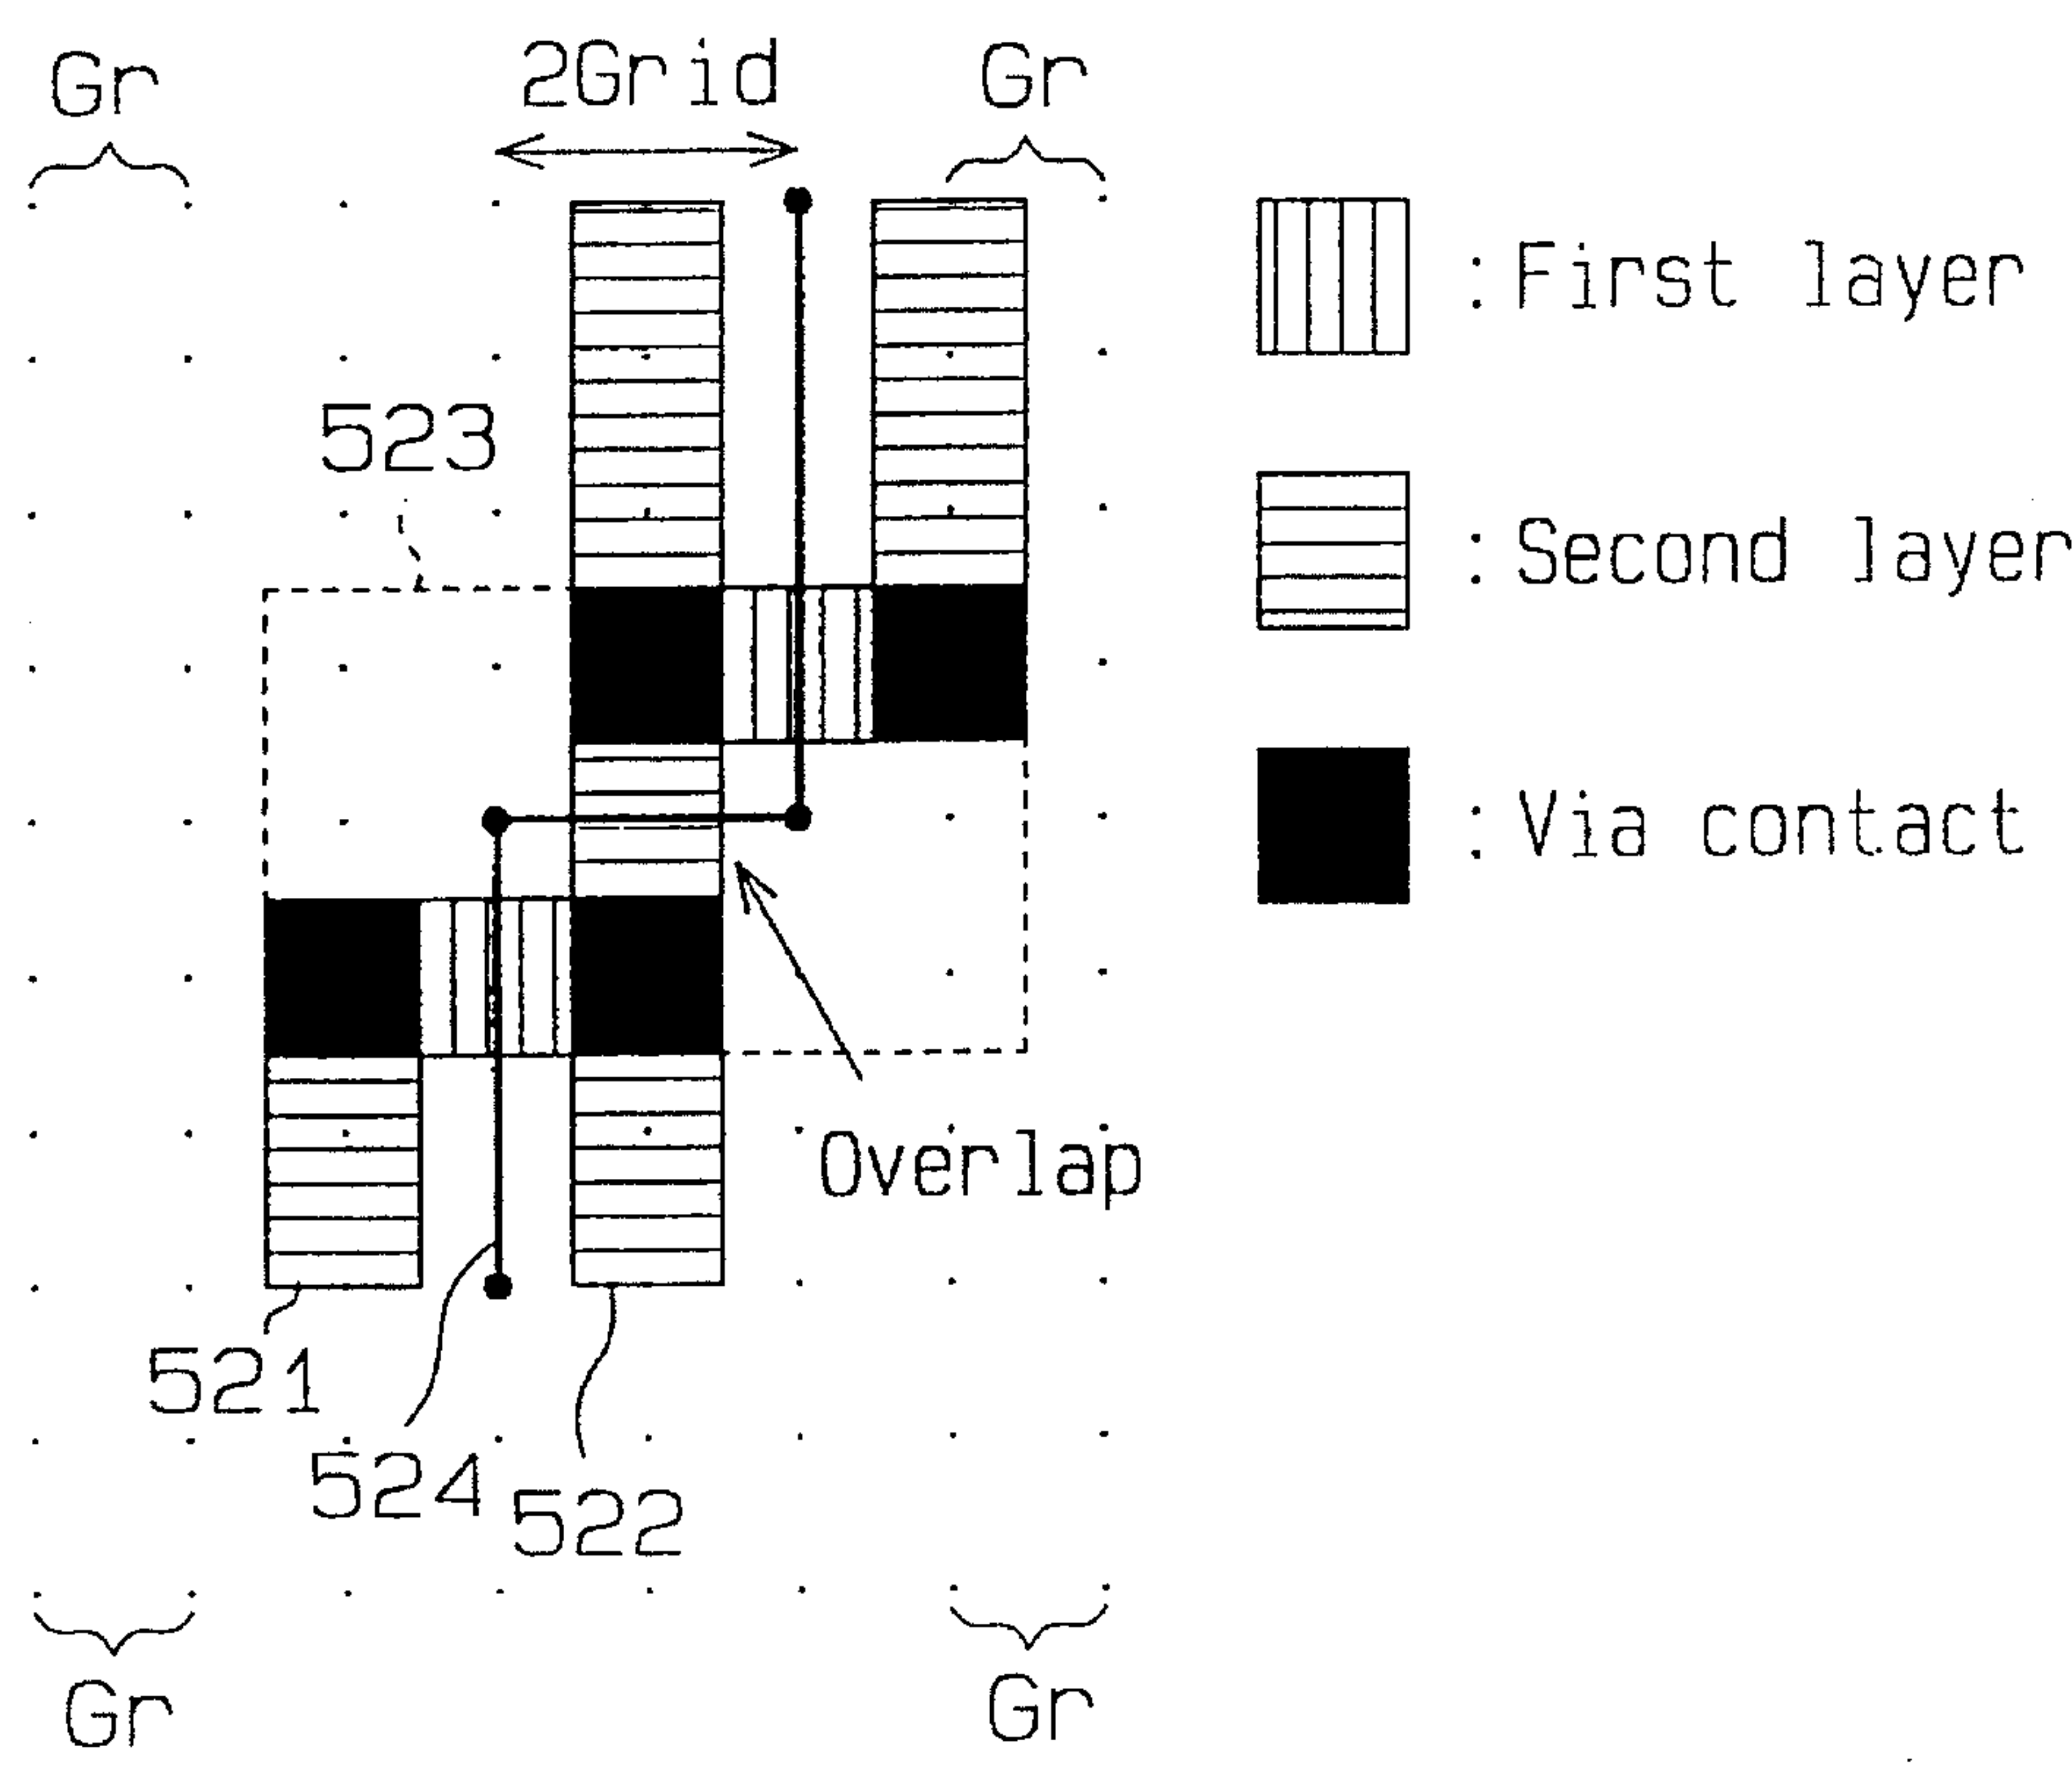 Gr
2Grid
Gr
:First layer
523
:Second layer
:Via contact
Overlap
521
524
522
Gr
Gr